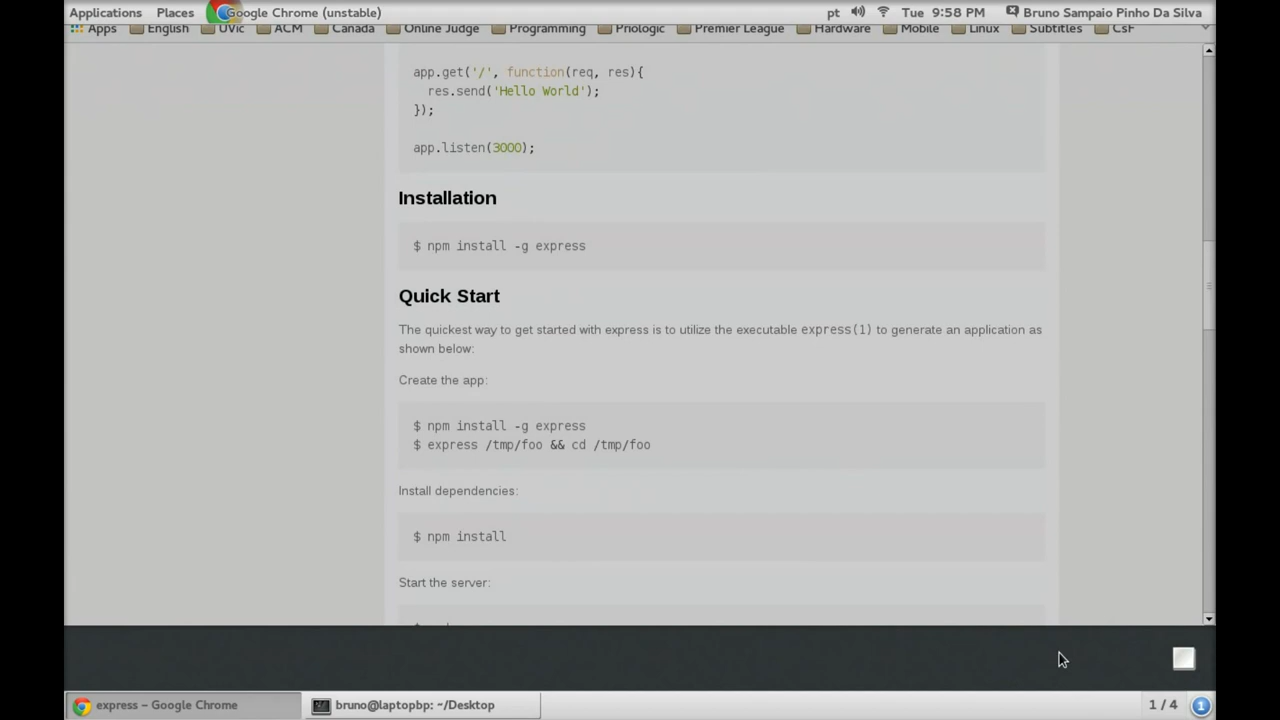 Applications Places Google Chrome (unstable) pt Tue 9:58 PM Bruno Sampaio Pinho Da Silva
Apps English UVic ACM Canada Online Judge Programming Priologic Premier League Hardware Mobile Linux Subtitles CsF
app.get('/', function(req, res){
res.send('Hello World');
});
app.listen(3000);
Installation
$ npm install -g express
Quick Start
The quickest way to get started with express is to utilize the executable express(1) to generate an application as
shown below:
Create the app:
$ npm install -g express
$ express /tmp/foo && cd /tmp/foo
Install dependencies:
$ npm install
Start the server:
express – Google Chrome bruno@laptopbp: ~/Desktop 1 / 4 1